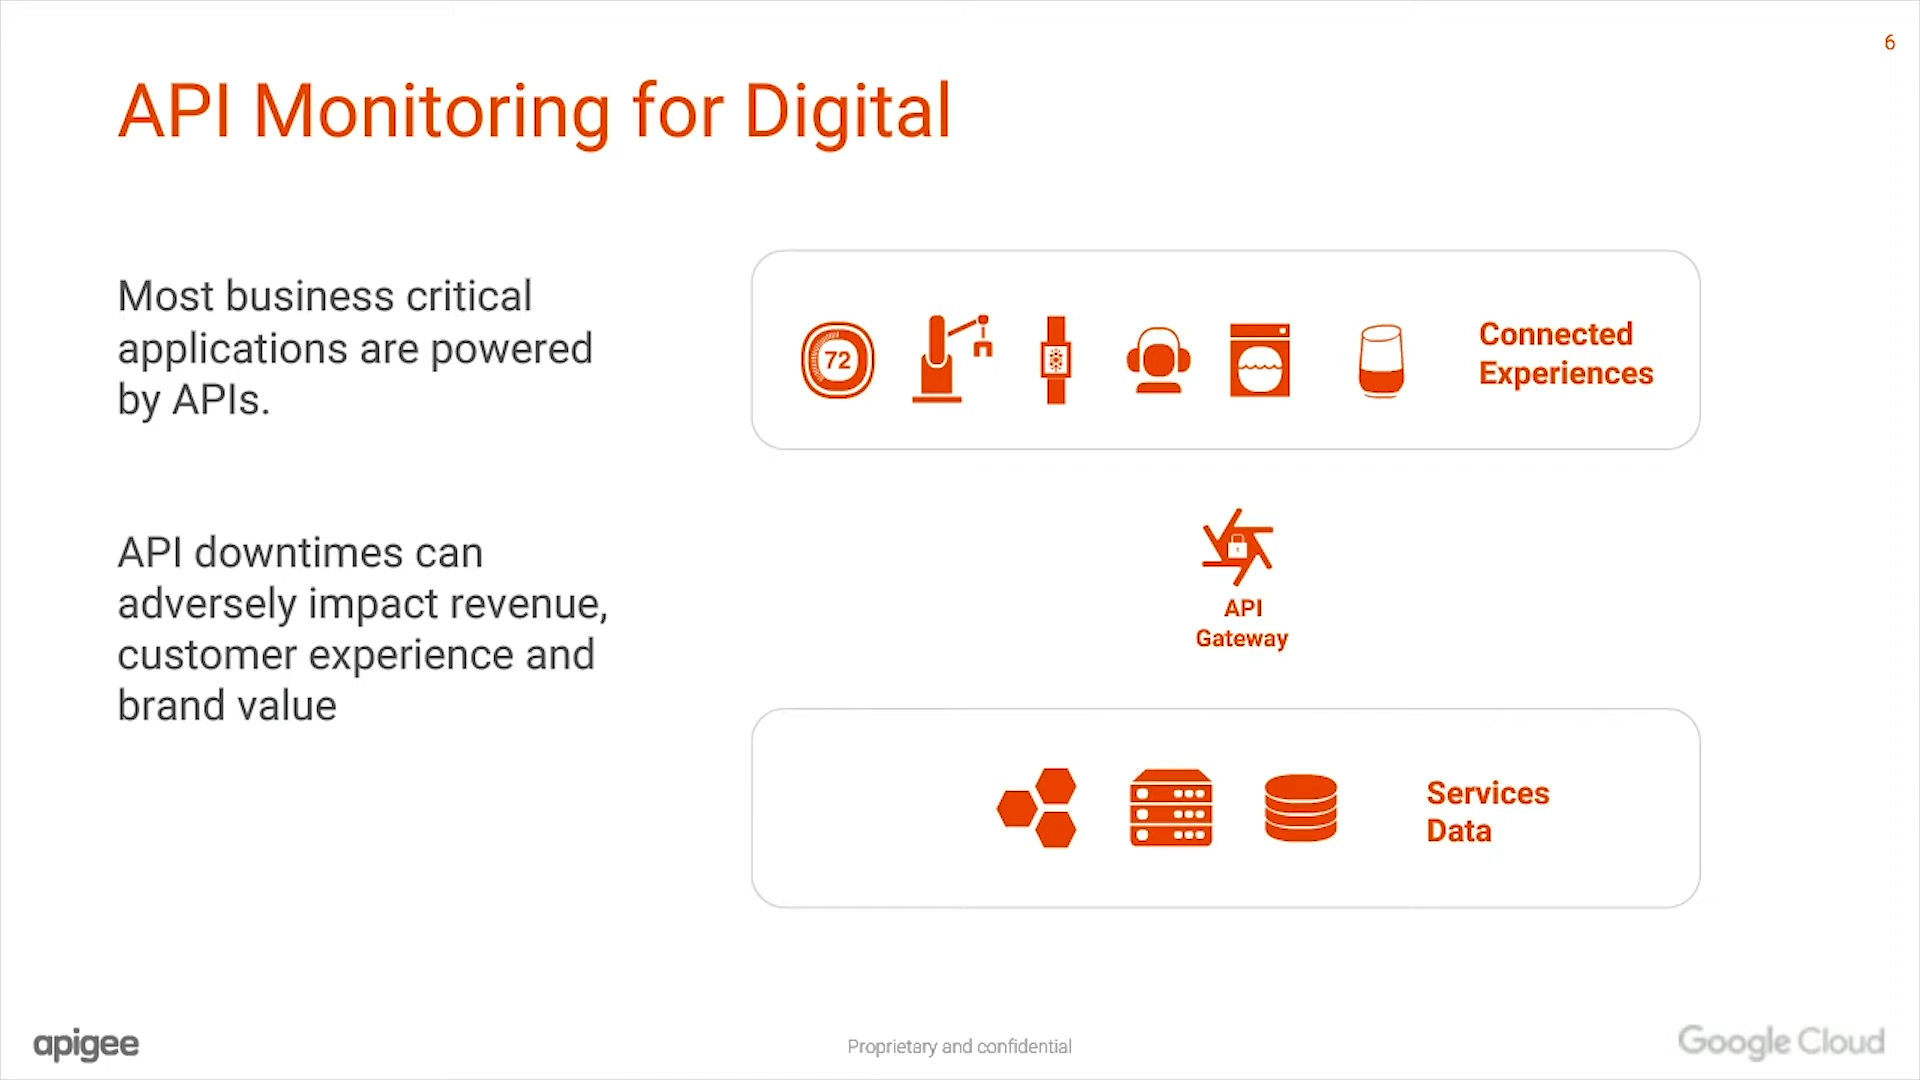 6
API Monitoring for Digital
Most business critical
applications are powered
by APIs.
API downtimes can
adversely impact revenue,
customer experience and
brand value
72
Connected
Experiences
API
Gateway
Services
Data
apigee
Proprietary and confidential
Google Cloud